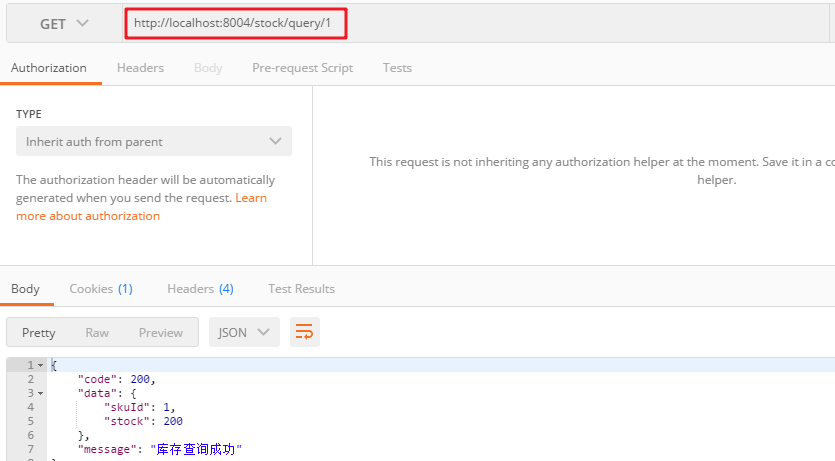 GET http://localhost:8004/stock/query/1
Authorization Headers Body Pre-request Script Tests
TYPE
Inherit auth from parent
The authorization header will be automatically
generated when you send the request. Learn
more about authorization
This request is not inheriting any authorization helper at the moment. Save it in a
helper.
Body Cookies (1) Headers (4) Test Results
Pretty Raw Preview JSON
1 {
2 "code": 200,
3 "data": {
4 "skuId": 1,
5 "stock": 200
6 },
7 "message": "库存查询成功"